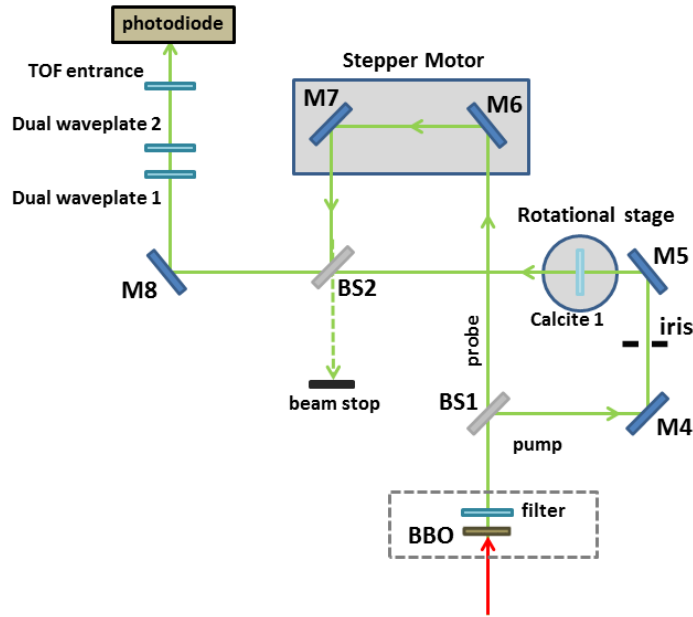 photodiode
Stepper Motor
TOF entrance
M7
M6
Dual waveplate 2
Dual waveplate 1
Rotational stage
M5
M8
BS2
Calcite 1
iris
probe
beam stop
BS1
M4
pump
filter
BBO